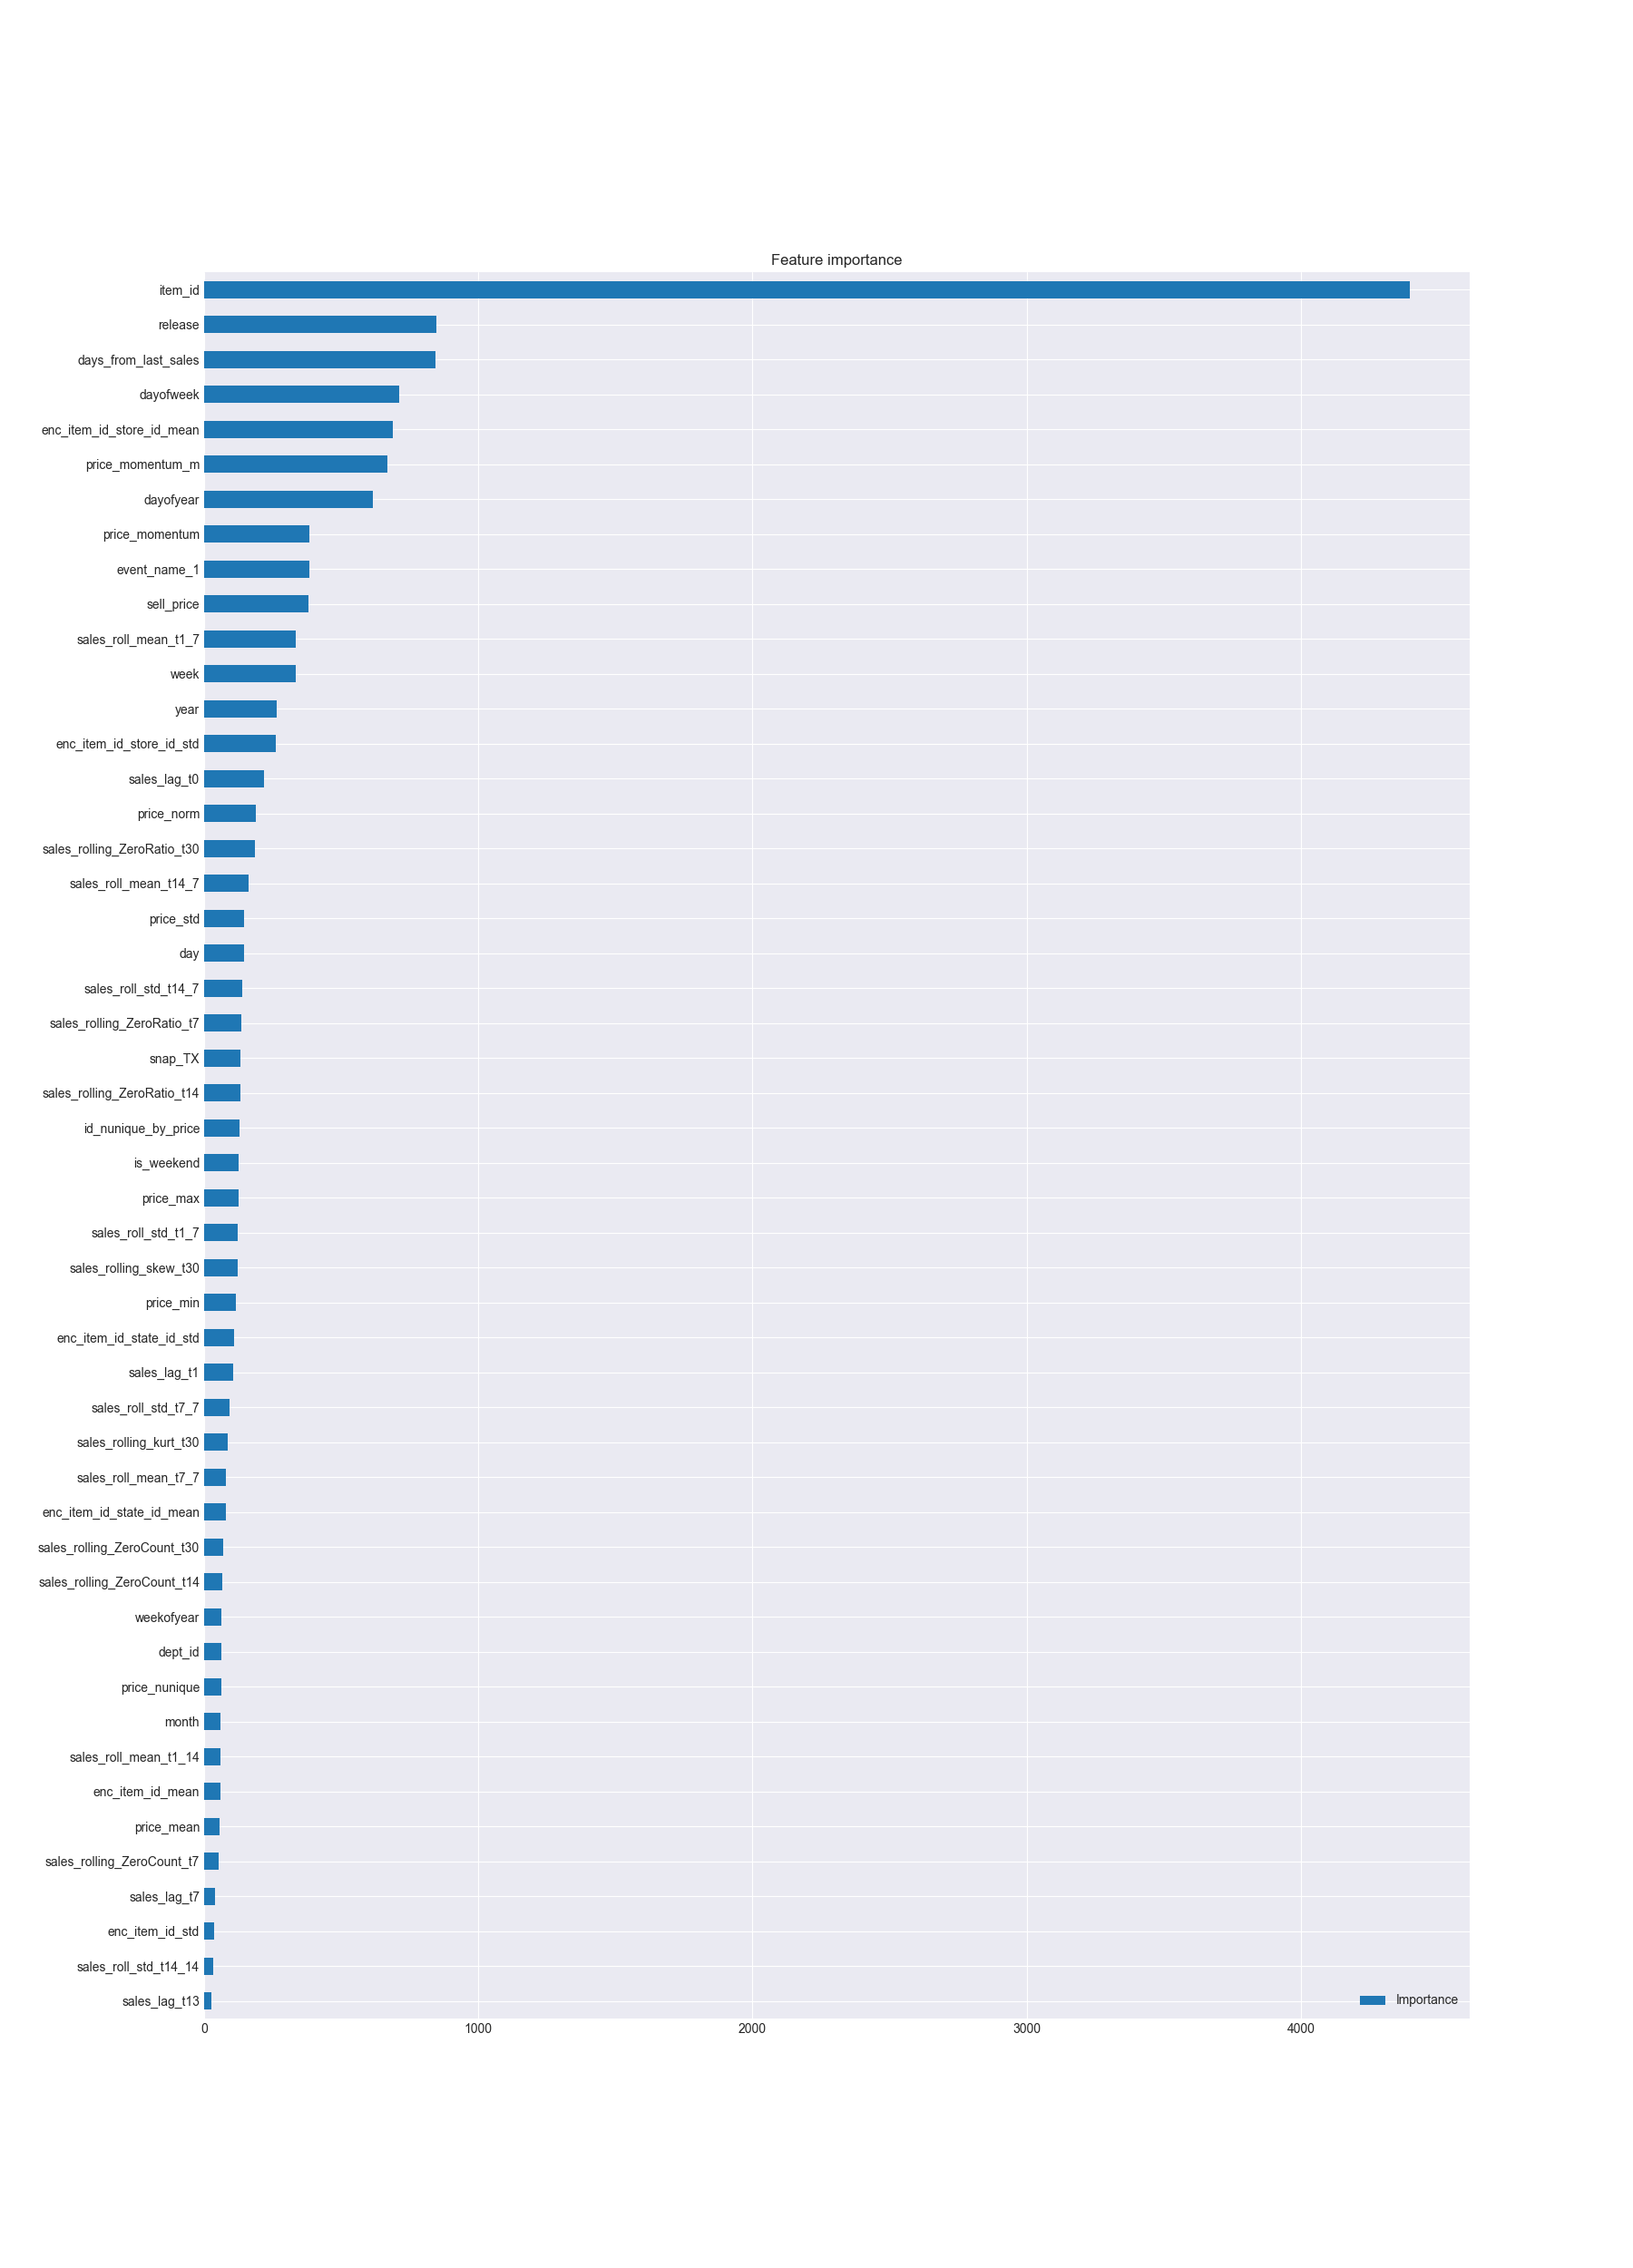 Feature importance
item_id
release
days_from_last_sales
dayofweek
enc_item_id_store_id_mean
price_momentum_m
dayofyear
price_momentum
event_name_1
sell_price
sales_roll_mean_t1_7
week
year
enc_item_id_store_id_std
sales_lag_t0
price_norm
sales_rolling_ZeroRatio_t30
sales_roll_mean_t14_7
price_std
day
sales_roll_std_t14_7
sales_rolling_ZeroRatio_t7
snap_TX
sales_rolling_ZeroRatio_t14
id_nunique_by_price
is_weekend
price_max
sales_roll_std_t1_7
sales_rolling_skew_t30
price_min
enc_item_id_state_id_std
sales_lag_t1
sales_roll_std_t7_7
sales_rolling_kurt_t30
sales_roll_mean_t7_7
enc_item_id_state_id_mean
sales_rolling_ZeroCount_t30
sales_rolling_ZeroCount_t14
weekofyear
dept_id
price_nunique
month
sales_roll_mean_t1_14
enc_item_id_mean
price_mean
sales_rolling_ZeroCount_t7
sales_lag_t7
enc_item_id_std
sales_roll_std_t14_14
sales_lag_t13
Importance
0 1000 2000 3000 4000